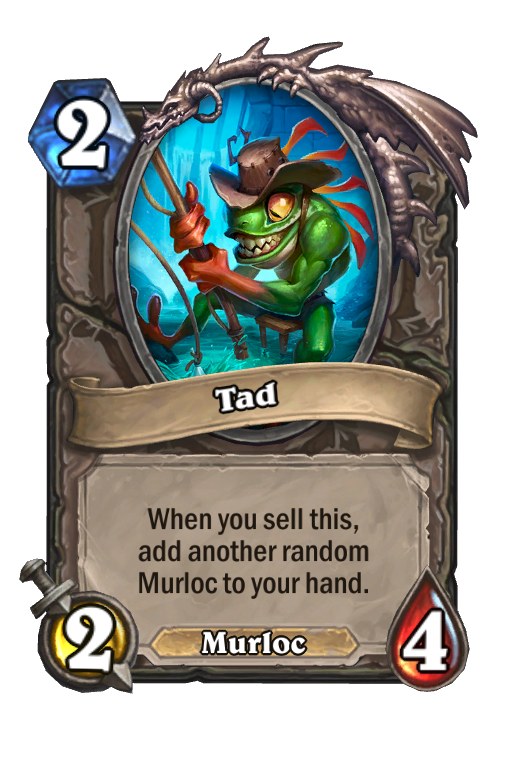 2
Tad
When you sell this,
add another random
Murloc to your hand.
2
Murloc
4